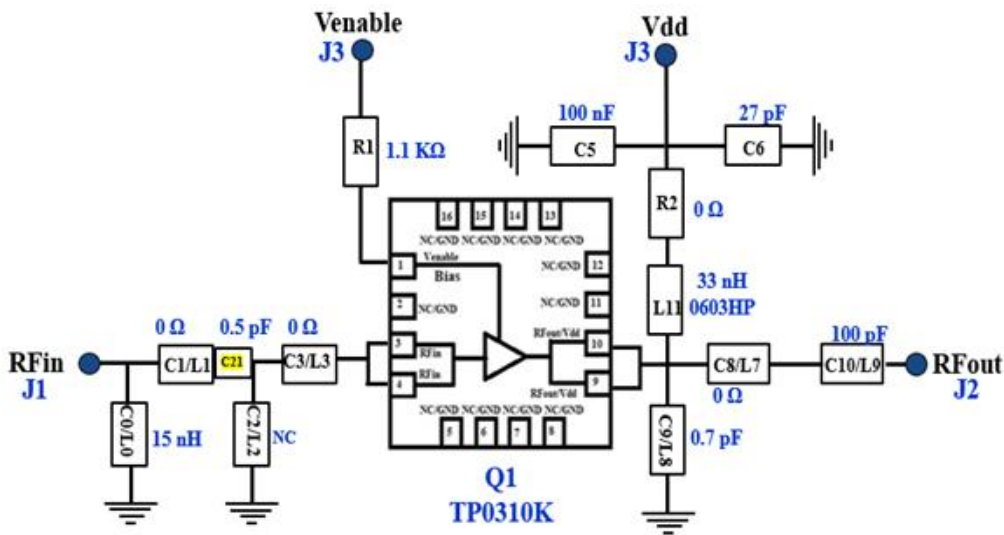 Venable
J3
Vdd
J3
100 nF
27 pF
C5
C6
R1
1.1 KΩ
R2
0 Ω
16
15
14
13
NC/GND
NC/GND
NC/GND
NC/GND
1
Venable
Bias
NC/GND
12
2
NC/GND
NC/GND
11
L11
33 nH
0603HP
0 Ω
0.5 pF
0 Ω
100 pF
RFin
J1
C1/L1
C21
C3/L3
3
RFin
4
RFin
RFout/Vdd
10
RFout/Vdd
9
C8/L7
0 Ω
C10/L9
RFout
J2
C0/L0
15 nH
C2/L2
NC
NC/GND
NC/GND
NC/GND
NC/GND
5
6
7
8
C9/L8
0.7 pF
Q1
TP0310K